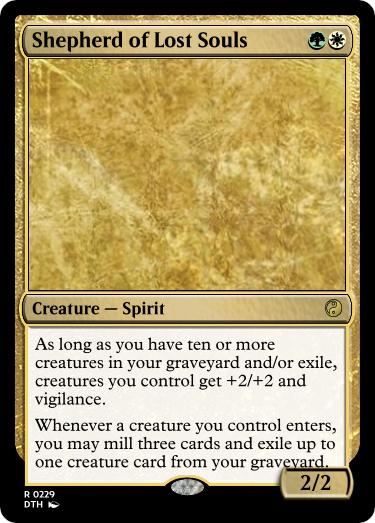 Shepherd of Lost Souls
Creature — Spirit
As long as you have ten or more
creatures in your graveyard and/or exile,
creatures you control get +2/+2 and
vigilance.
Whenever a creature you control enters,
you may mill three cards and exile up to
one creature card from your graveyard.
2/2
R 0229
DTH